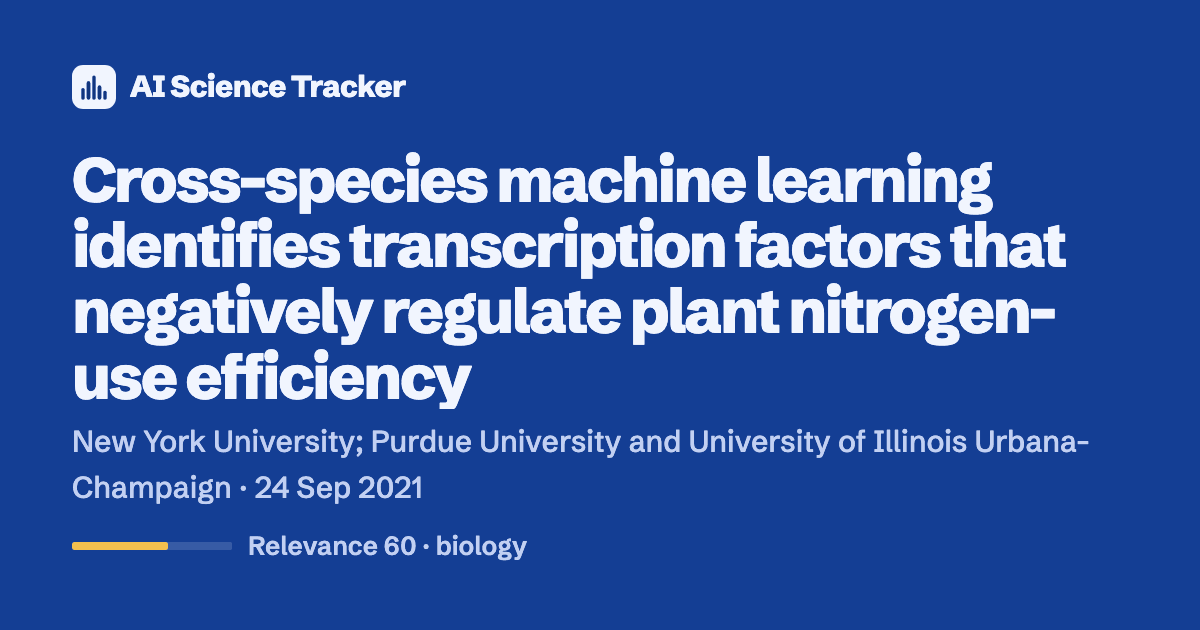 AI Science Tracker
Cross-species machine learning
identifies transcription factors that
negatively regulate plant nitrogen-
use efficiency
New York University; Purdue University and University of Illinois Urbana-
Champaign · 24 Sep 2021
Relevance 60 · biology